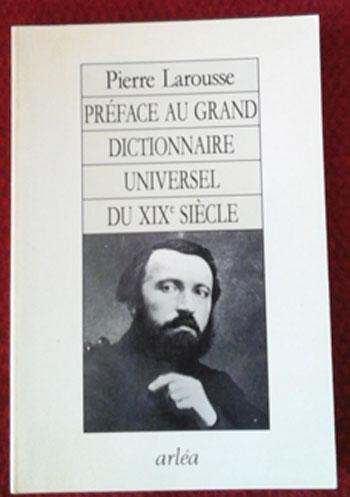 Pierre Larousse
PRÉFACE AU GRAND
DICTIONNAIRE
UNIVERSEL
DU XIXe SIÈCLE
arléa